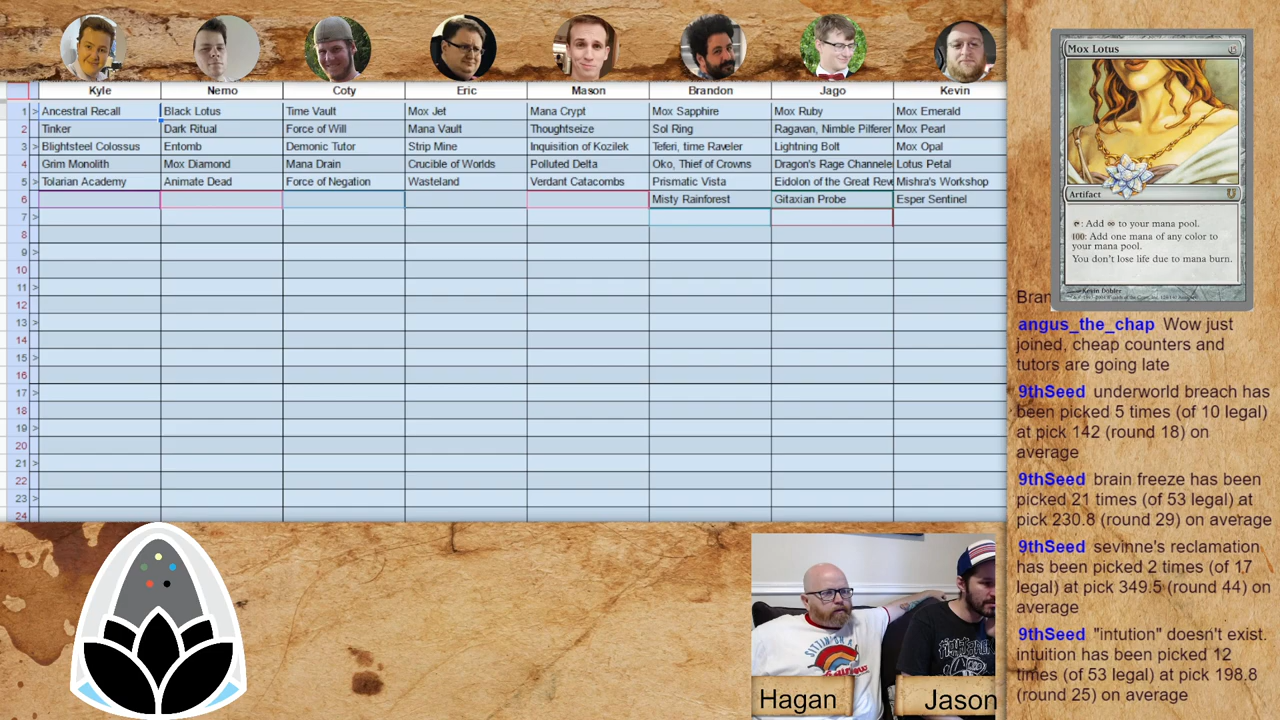 Kyle Nemo Coty Eric Mason Brandon Jago Kevin
1 > Ancestral Recall Black Lotus Time Vault Mox Jet Mana Crypt Mox Sapphire Mox Ruby Mox Emerald
2 Tinker Dark Ritual Force of Will Mana Vault Thoughtseize Sol Ring Ragavan, Nimble Pilferer Mox Pearl
3 > Blightsteel Colossus Entomb Demonic Tutor Strip Mine Inquisition of Kozilek Teferi, time Raveler Lightning Bolt Mox Opal
4 Grim Monolith Mox Diamond Mana Drain Crucible of Worlds Polluted Delta Oko, Thief of Crowns Dragon's Rage Channele Lotus Petal
5 > Tolarian Academy Animate Dead Force of Negation Wasteland Verdant Catacombs Prismatic Vista Eidolon of the Great Rev Mishra's Workshop
6 Misty Rainforest Gitaxian Probe Esper Sentinel
7 >
8
9 >
10
11 >
12
13 >
14
15 >
16
17 >
18
19 >
20
21 >
22
23 >
24
Mox Lotus 15
Artifact
: Add ∞ to your mana pool.
100: Add one mana of any color to
your mana pool.
You don't lose life due to mana burn.
Kevin Dobler
Bran
angus_the_chap Wow just
joined, cheap counters and
tutors are going late
9thSeed underworld breach has
been picked 5 times (of 10 legal)
at pick 142 (round 18) on
average
9thSeed brain freeze has been
picked 21 times (of 53 legal) at
pick 230.8 (round 29) on average
9thSeed sevinne's reclamation
has been picked 2 times (of 17
legal) at pick 349.5 (round 44) on
average
9thSeed "intution" doesn't exist.
intuition has been picked 12
times (of 53 legal) at pick 198.8
(round 25) on average
Hagan
Jason